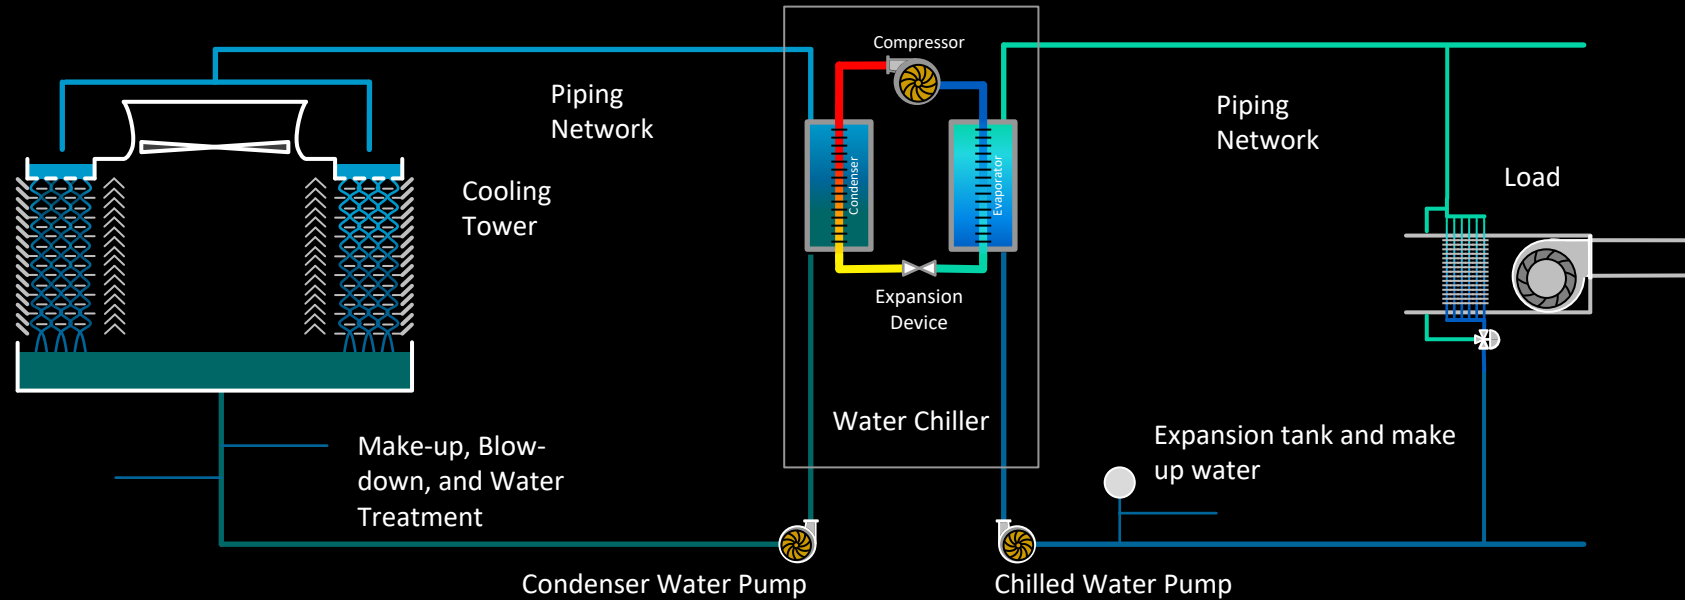 Compressor
Piping
Network
Piping
Network
Condenser
Evaporator
Cooling
Tower
Load
Expansion
Device
Water Chiller
Make-up, Blow-
down, and Water
Treatment
Expansion tank and make
up water
Condenser Water Pump
Chilled Water Pump